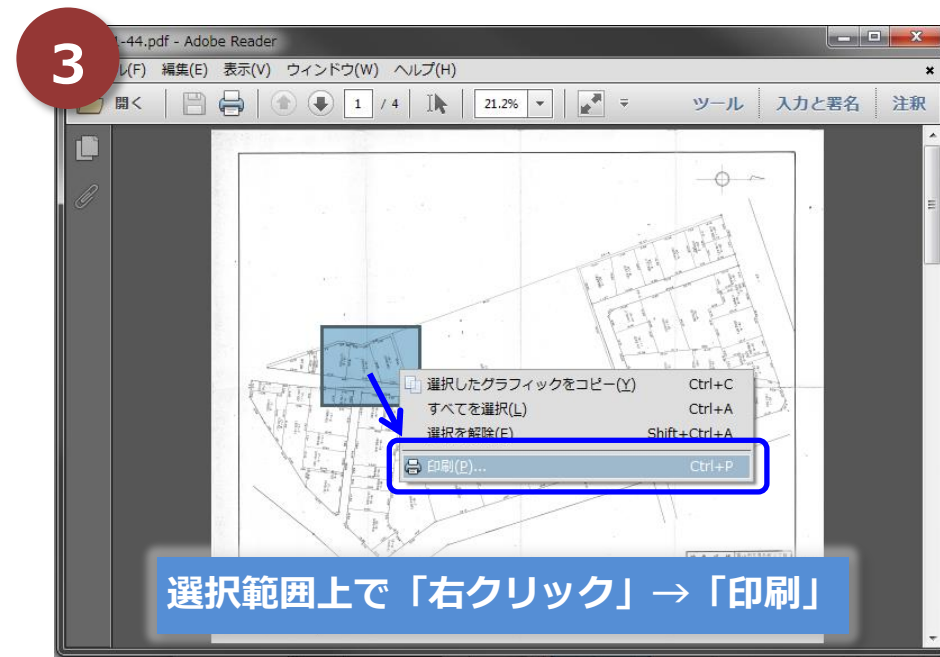 3
1-44.pdf - Adobe Reader
ル(F) 編集(E) 表示(V) ウィンドウ(W) ヘルプ(H)
開く 1 / 4 21.2% ツール 入力と署名 注釈
選択したグラフィックをコピー(Y) Ctrl+C
すべてを選択(L) Ctrl+A
選択を解除(E) Shift+Ctrl+A
印刷(P)... Ctrl+P
選択範囲上で「右クリック」→「印刷」